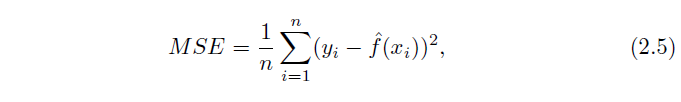 MSE = \frac{1}{n} \sum_{i=1}^{n} (y_i - \hat{f}(x_i))^2, (2.5)